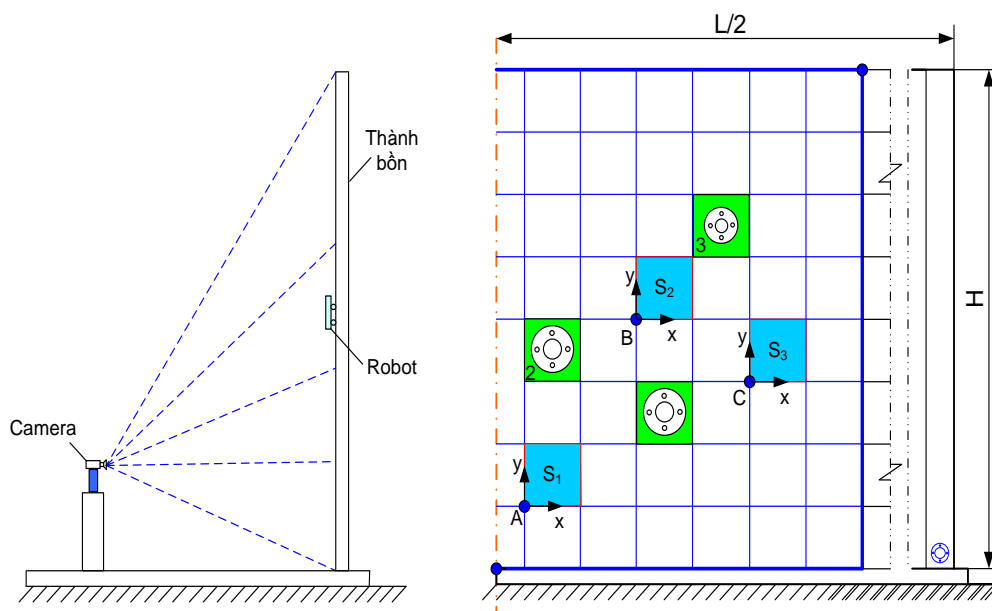 Thành
bồn
Robot
Camera
L/2
H
3
y
S₂
B
x
y
S₃
2
C
x
y
S₁
A
x